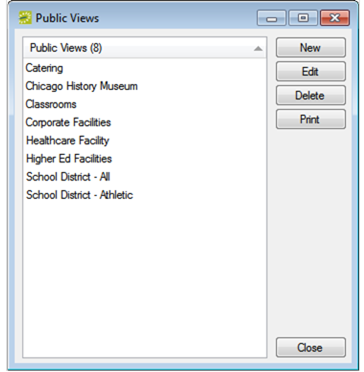 Public Views
Public Views (8)
Catering
Chicago History Museum
Classrooms
Corporate Facilities
Healthcare Facility
Higher Ed Facilities
School District - All
School District - Athletic
New
Edit
Delete
Print
Close